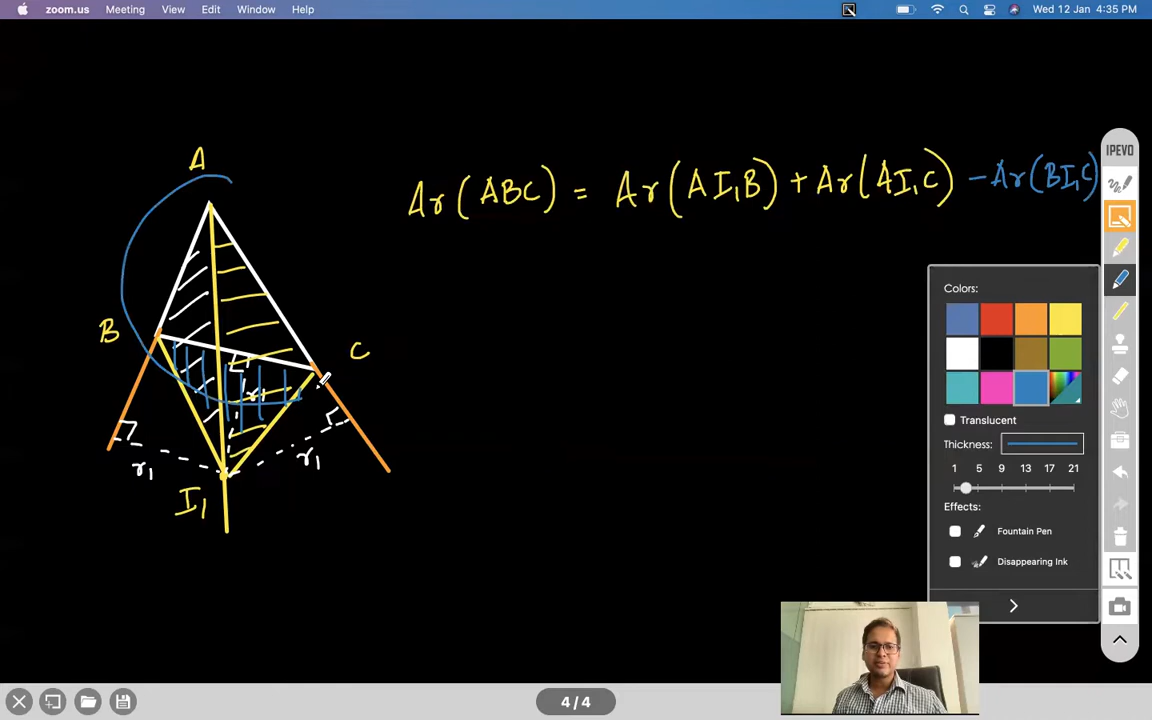 zoom.us Meeting View Edit Window Help Wed 12 Jan 4:35 PM
IPEVO
A
Ar(ABC) = Ar(AI₁B) + Ar(AI₁C) - Ar(BI₁C)
Colors:
B
C
r₁
Translucent
Thickness:
r₁
r₁
1 5 9 13 17 21
I₁
Effects:
Fountain Pen
Disappearing Ink
4/4